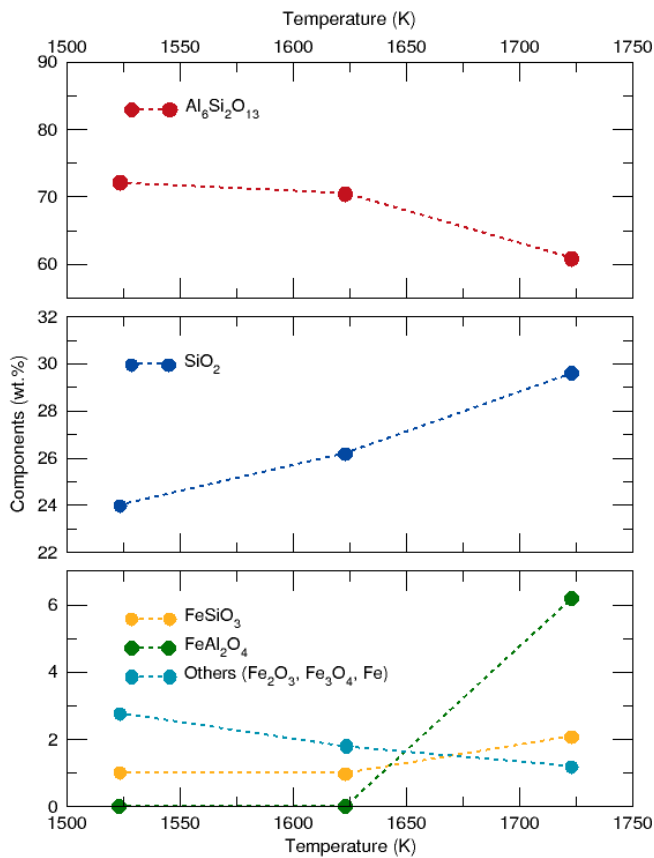 Temperature (K)
1500 1550 1600 1650 1700 1750
90
80
70
60
Al₆Si₂O₁₃
32
30
28
26
24
22
SiO₂
Components (wt.%)
6
4
2
0
FeSiO₃
FeAl₂O₄
Others (Fe₂O₃, Fe₃O₄, Fe)
1500 1550 1600 1650 1700 1750
Temperature (K)